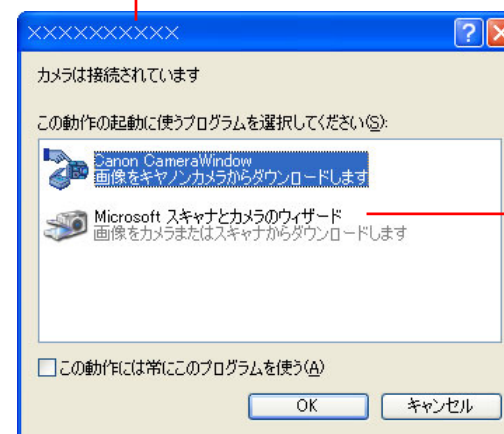 ××××××××××
カメラは接続されています
この動作の起動に使うプログラムを選択してください(S):
Canon CameraWindow
画像をキヤノンカメラからダウンロードします
Microsoft スキャナとカメラのウィザード
画像をカメラまたはスキャナからダウンロードします
この動作には常にこのプログラムを使う(A)
OK キャンセル